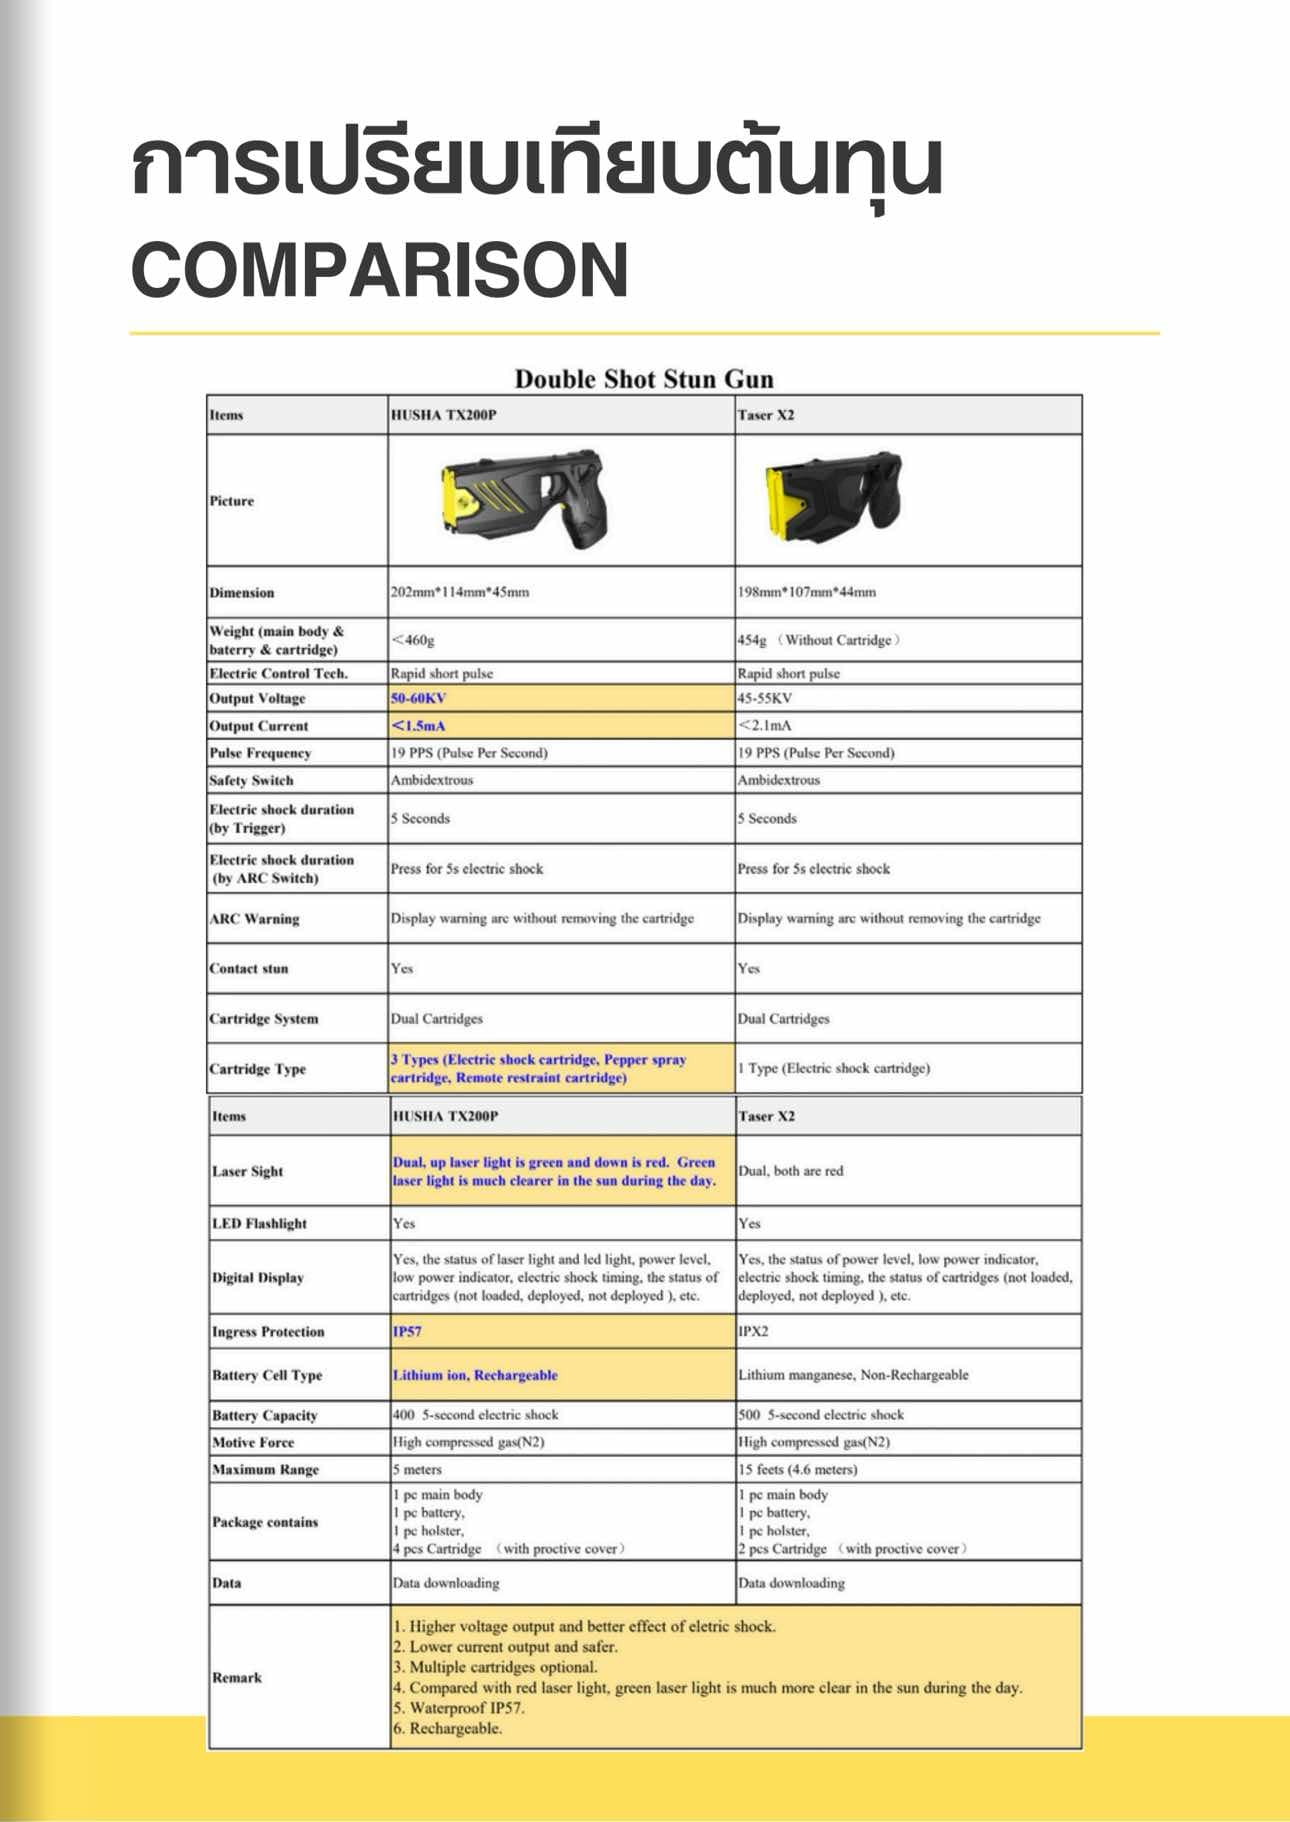 การเปรียบเทียบต้นทุน
COMPARISON
Double Shot Stun Gun
Items HUSHA TX200P Taser X2
Picture
Dimension 202mm*114mm*45mm 198mm*107mm*44mm
Weight (main body &
baterry & cartridge) <460g 454g （Without Cartridge）
Electric Control Tech. Rapid short pulse Rapid short pulse
Output Voltage 50-60KV 45-55KV
Output Current <1.5mA <2.1mA
Pulse Frequency 19 PPS (Pulse Per Second) 19 PPS (Pulse Per Second)
Safety Switch Ambidextrous Ambidextrous
Electric shock duration
(by Trigger) 5 Seconds 5 Seconds
Electric shock duration
(by ARC Switch) Press for 5s electric shock Press for 5s electric shock
ARC Warning Display warning arc without removing the cartridge Display warning arc without removing the cartridge
Contact stun Yes Yes
Cartridge System Dual Cartridges Dual Cartridges
Cartridge Type 3 Types (Electric shock cartridge, Pepper spray
cartridge, Remote restraint cartridge) 1 Type (Electric shock cartridge)
Items HUSHA TX200P Taser X2
Laser Sight Dual, up laser light is green and down is red. Green
laser light is much clearer in the sun during the day. Dual, both are red
LED Flashlight Yes Yes
Digital Display
Yes, the status of laser light and led light, power level,
low power indicator, electric shock timing, the status of
cartridges (not loaded, deployed, not deployed ), etc.
Yes, the status of power level, low power indicator,
electric shock timing, the status of cartridges (not loaded,
deployed, not deployed ), etc.
Ingress Protection IP57 IPX2
Battery Cell Type Lithium ion, Rechargeable Lithium manganese, Non-Rechargeable
Battery Capacity 400 5-second electric shock 500 5-second electric shock
Motive Force High compressed gas(N2) High compressed gas(N2)
Maximum Range 5 meters 15 feets (4.6 meters)
Package contains
1 pc main body
1 pc battery,
1 pc holster,
4 pcs Cartridge （with proctive cover）
1 pc main body
1 pc battery,
1 pc holster,
2 pcs Cartridge （with proctive cover）
Data Data downloading Data downloading
Remark
1. Higher voltage output and better effect of eletric shock.
2. Lower current output and safer.
3. Multiple cartridges optional.
4. Compared with red laser light, green laser light is much more clear in the sun during the day.
5. Waterproof IP57.
6. Rechargeable.